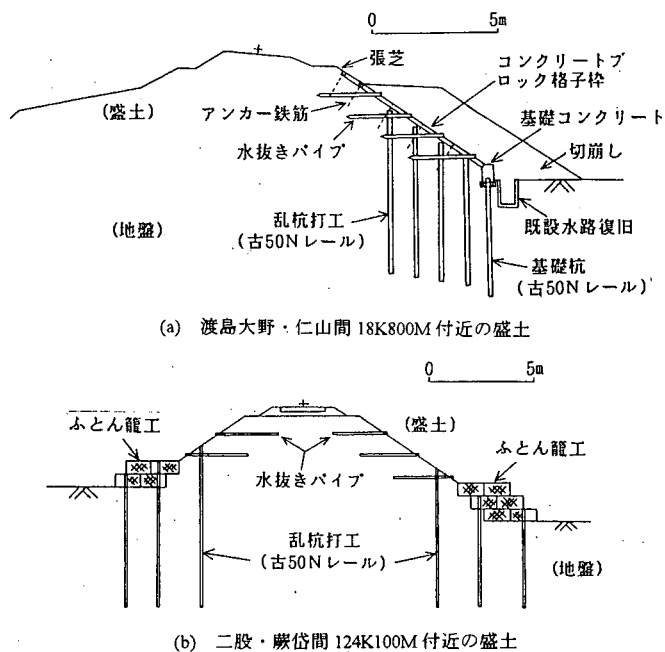 0 5m
張芝
コンクリートブ
ロック格子枠
(盛土)
アンカー鉄筋
基礎コンクリート
水抜きパイプ
切崩し
乱杭打工
(古50Nレール)
(地盤)
既設水路復旧
基礎杭
(古50Nレール)
(a) 渡島大野・仁山間 18K800M 付近の盛土
0 5m
ふとん籠工
(盛土)
ふとん籠工
水抜きパイプ
乱杭打工
(古50Nレール)
(地盤)
(b) 二股・蕨岱間 124K100M 付近の盛土